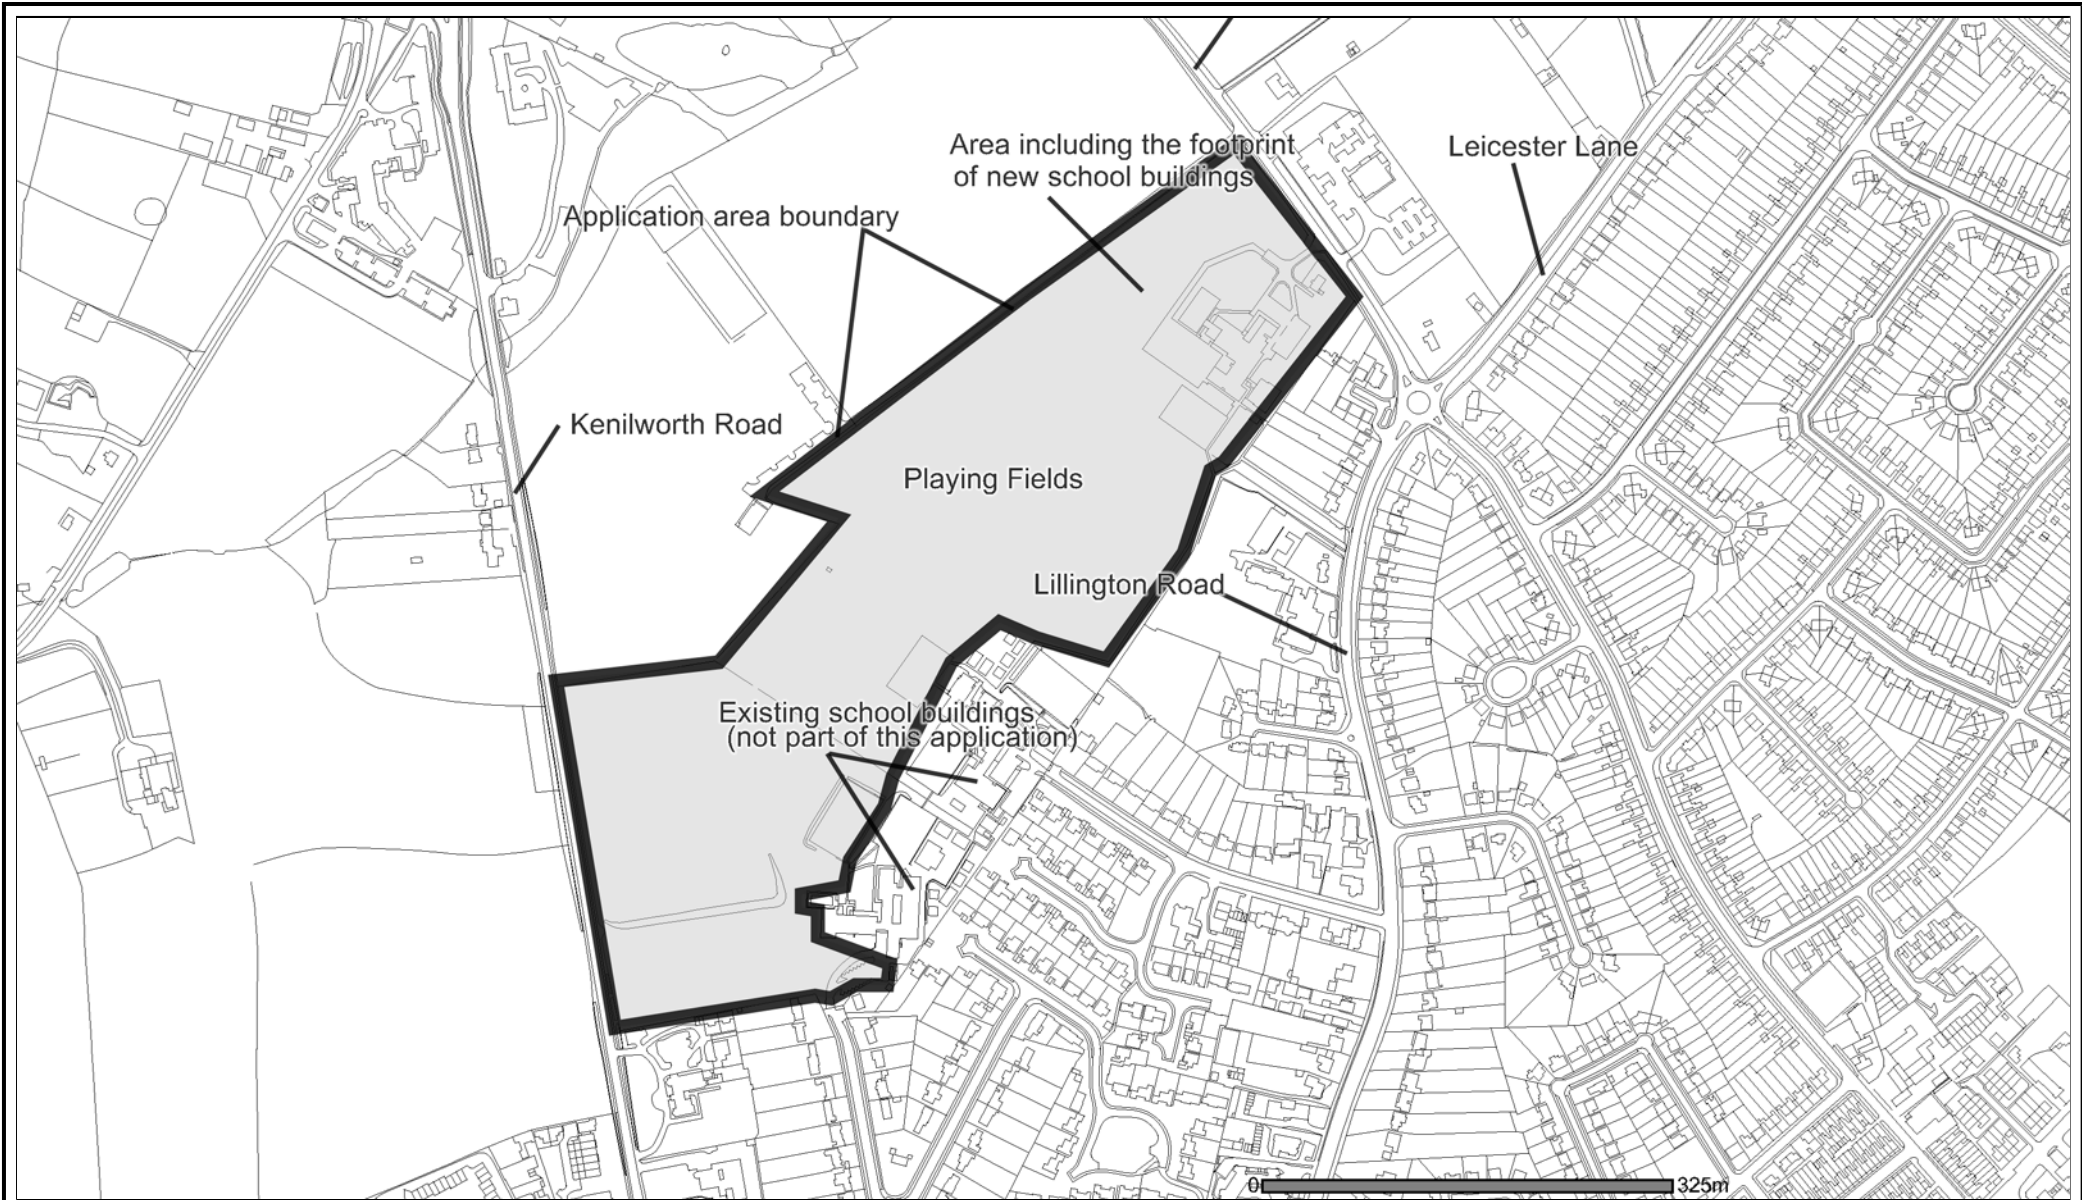 Area including the footprint
of new school buildings
Leicester Lane
Application area boundary
Kenilworth Road
Playing Fields
Lillington Road
Existing school buildings
(not part of this application)
0
325m